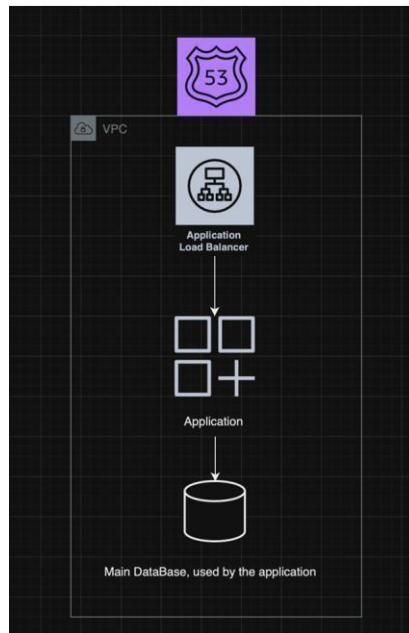 53
VPC
Application
Load Balancer
Application
Main DataBase, used by the application